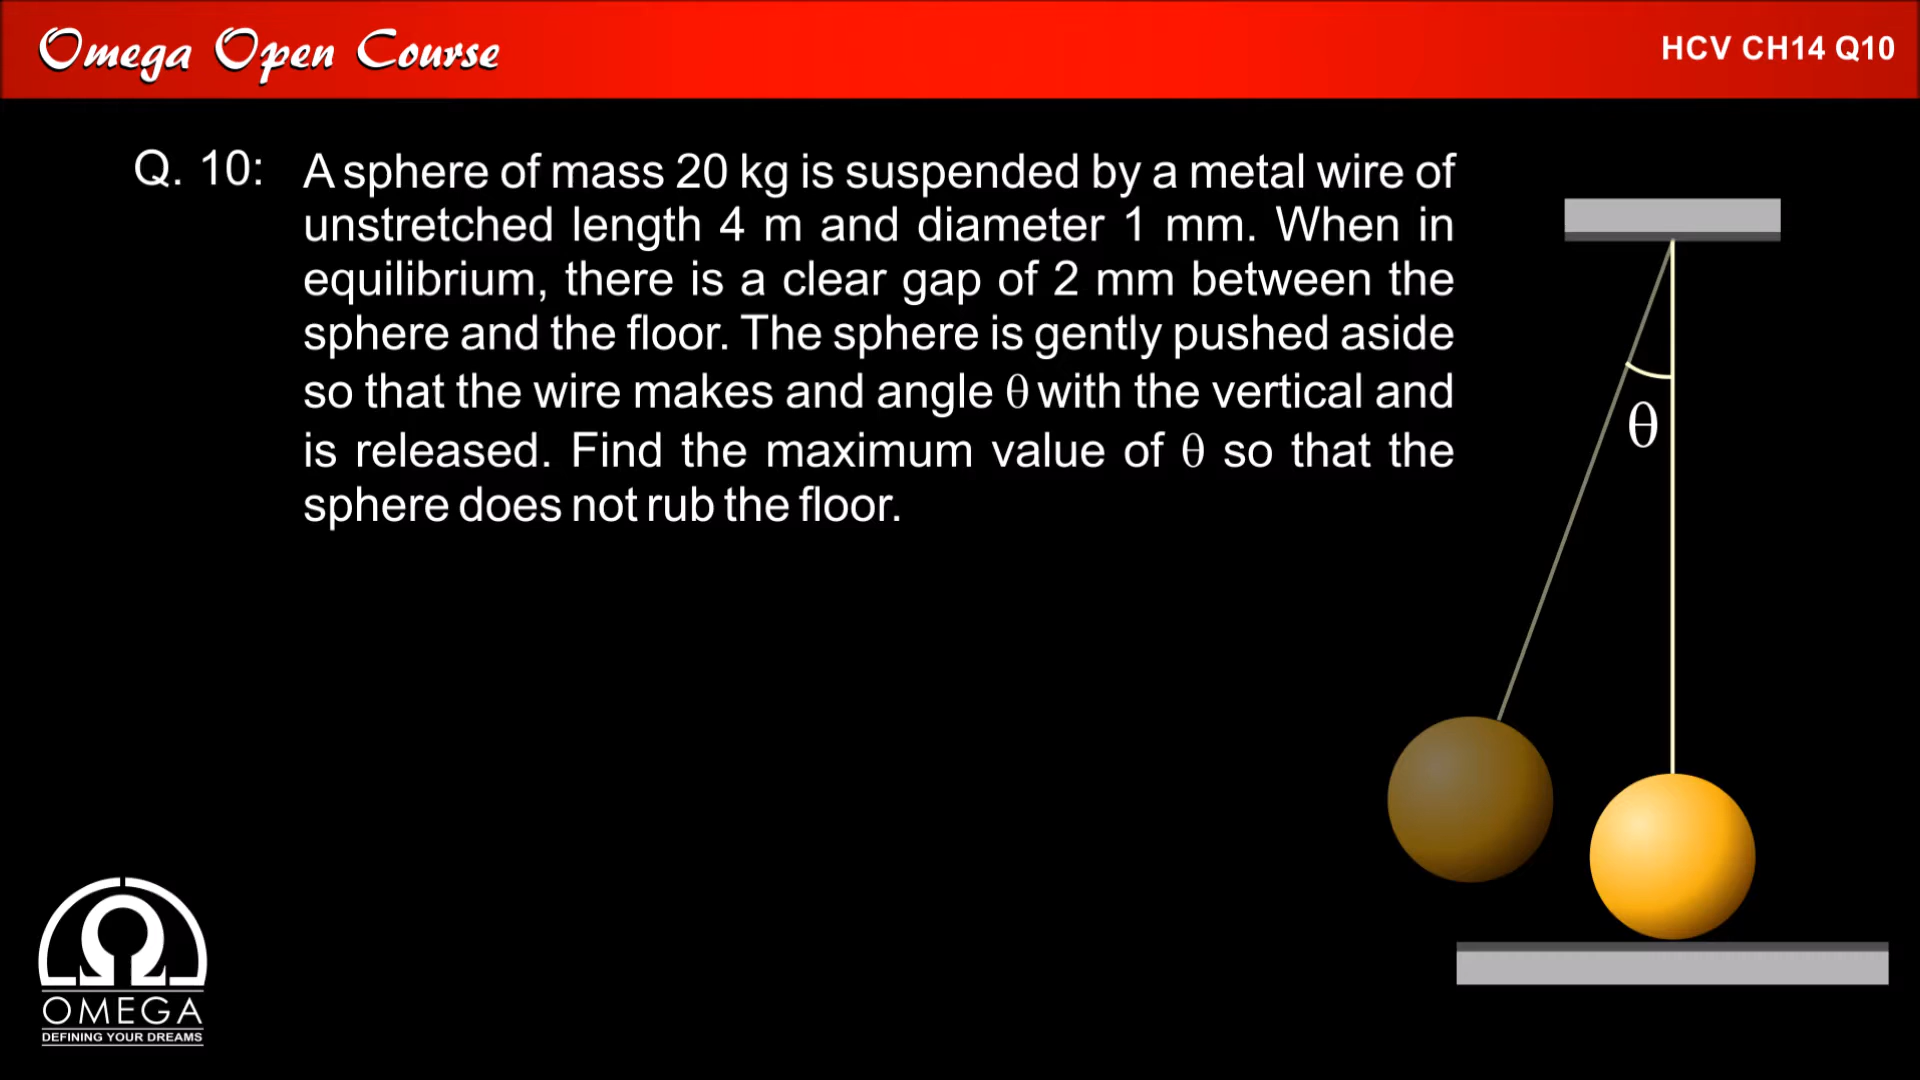 Omega Open Course
HCV CH14 Q10
Q. 10: A sphere of mass 20 kg is suspended by a metal wire of
unstretched length 4 m and diameter 1 mm. When in
equilibrium, there is a clear gap of 2 mm between the
sphere and the floor. The sphere is gently pushed aside
so that the wire makes and angle θ with the vertical and
is released. Find the maximum value of θ so that the
sphere does not rub the floor.
θ
Ω
OMEGA
DEFINING YOUR DREAMS